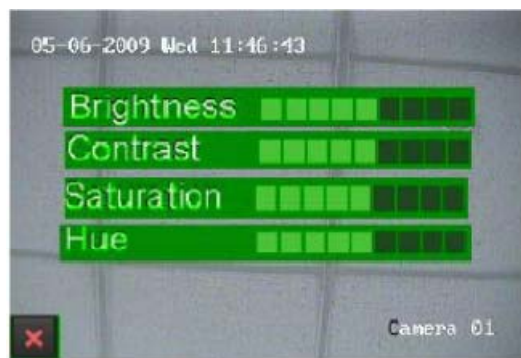 05-06-2009 Wed 11:46:43
Brightness
Contrast
Saturation
Hue
Camera 01